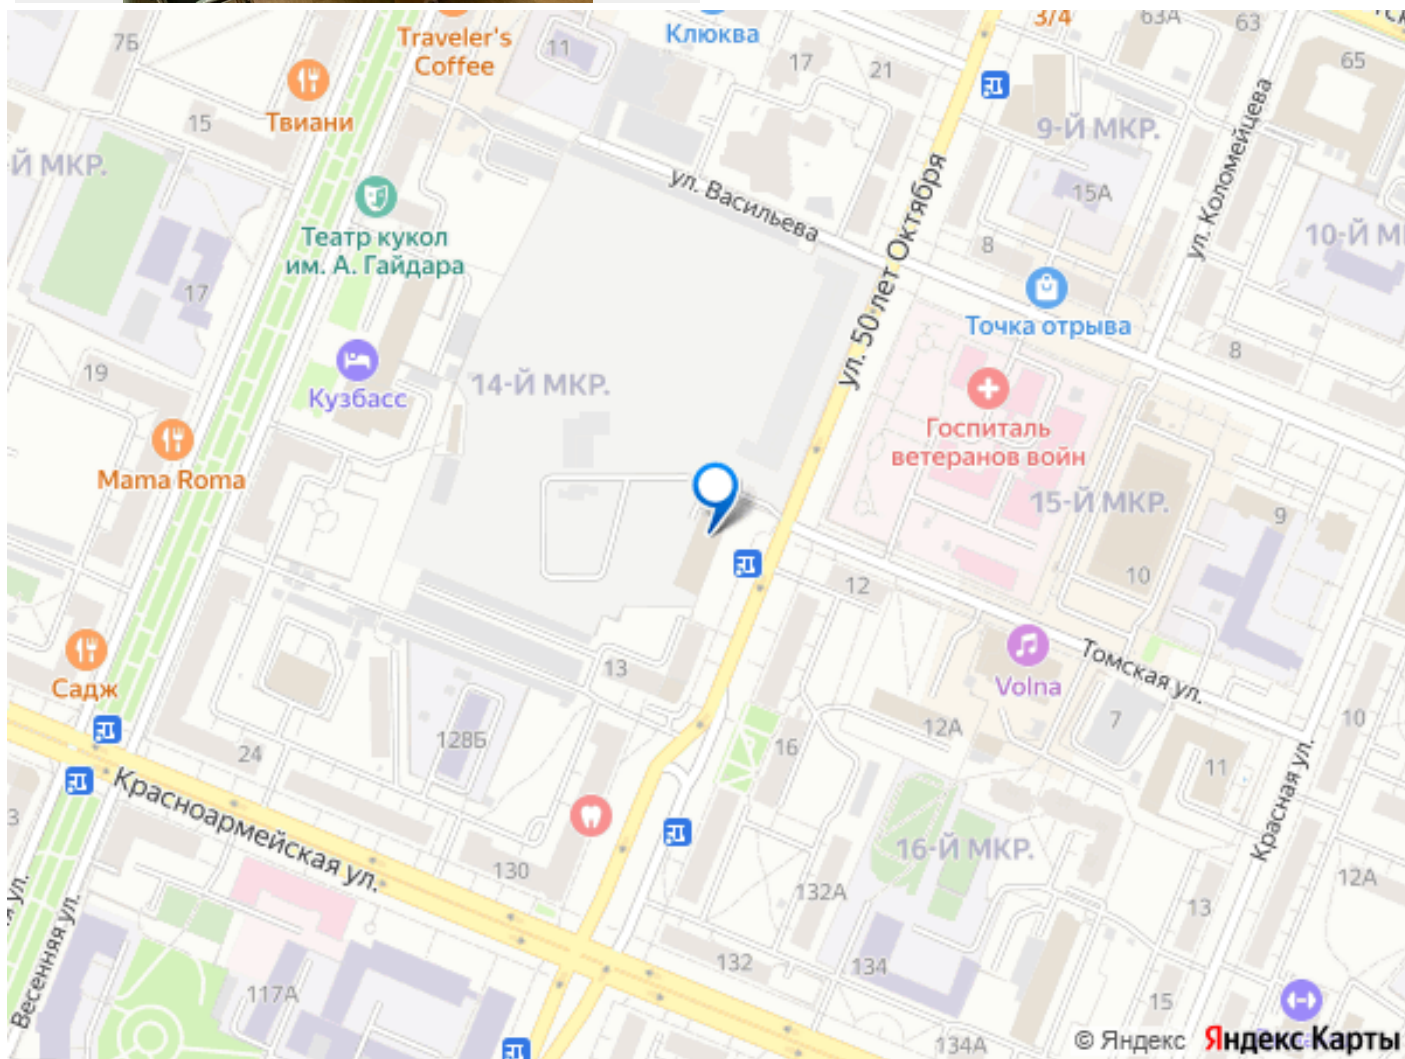 75
Traveler's
Coffee
11
Клюква
3/4
63А
63
17
21
65
Твиани
15
-Й МКР.
9-Й МКР.
ул. Коломейцева
ул. Васильева
15А
Театр кукол
им. А. Гайдара
ул. 50 лет Октября
8
10-Й М
17
Точка отрыва
8
19
Кузбасс
14-Й МКР.
Госпиталь
ветеранов войн
Mama Roma
15-Й МКР.
9
10
12
Садж
13
Volna
Томская ул.
24
128Б
16
12А
7
10
11
Красноармейская ул.
Красная ул.
3
130
16-Й МКР.
132А
12А
13
Весенняя ул.
ул.
117А
132
134
15
134А
© Яндекс Яндекс Карты